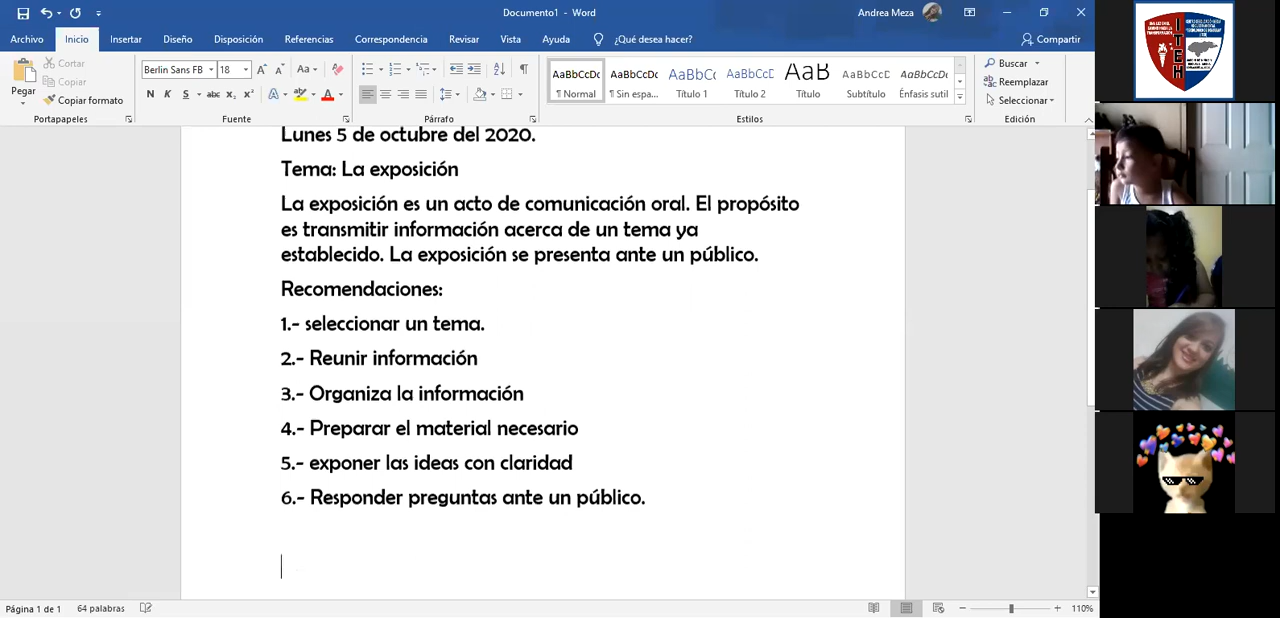 Documento1 - Word
Andrea Meza
Archivo Inicio Insertar Diseño Disposición Referencias Correspondencia Revisar Vista Ayuda ¿Qué desea hacer? Compartir
Pegar
Cortar
Copiar
Copiar formato
Portapapeles
Berlin Sans FB 18
N K S abc x₂ x²
Fuente
Párrafo
AaBbCcDc AaBbCcDc AaBbCc AaBbCcD AaB AaBbCcD AaBbCcDc
¶ Normal ¶ Sin espa... Título 1 Título 2 Título Subtítulo Énfasis sutil
Estilos
Buscar
Reemplazar
Seleccionar
Edición
Lunes 5 de octubre del 2020.
Tema: La exposición
La exposición es un acto de comunicación oral. El propósito
es transmitir información acerca de un tema ya
establecido. La exposición se presenta ante un público.
Recomendaciones:
1.- seleccionar un tema.
2.- Reunir información
3.- Organiza la información
4.- Preparar el material necesario
5.- exponer las ideas con claridad
6.- Responder preguntas ante un público.
Página 1 de 1 64 palabras
110%
ITEH